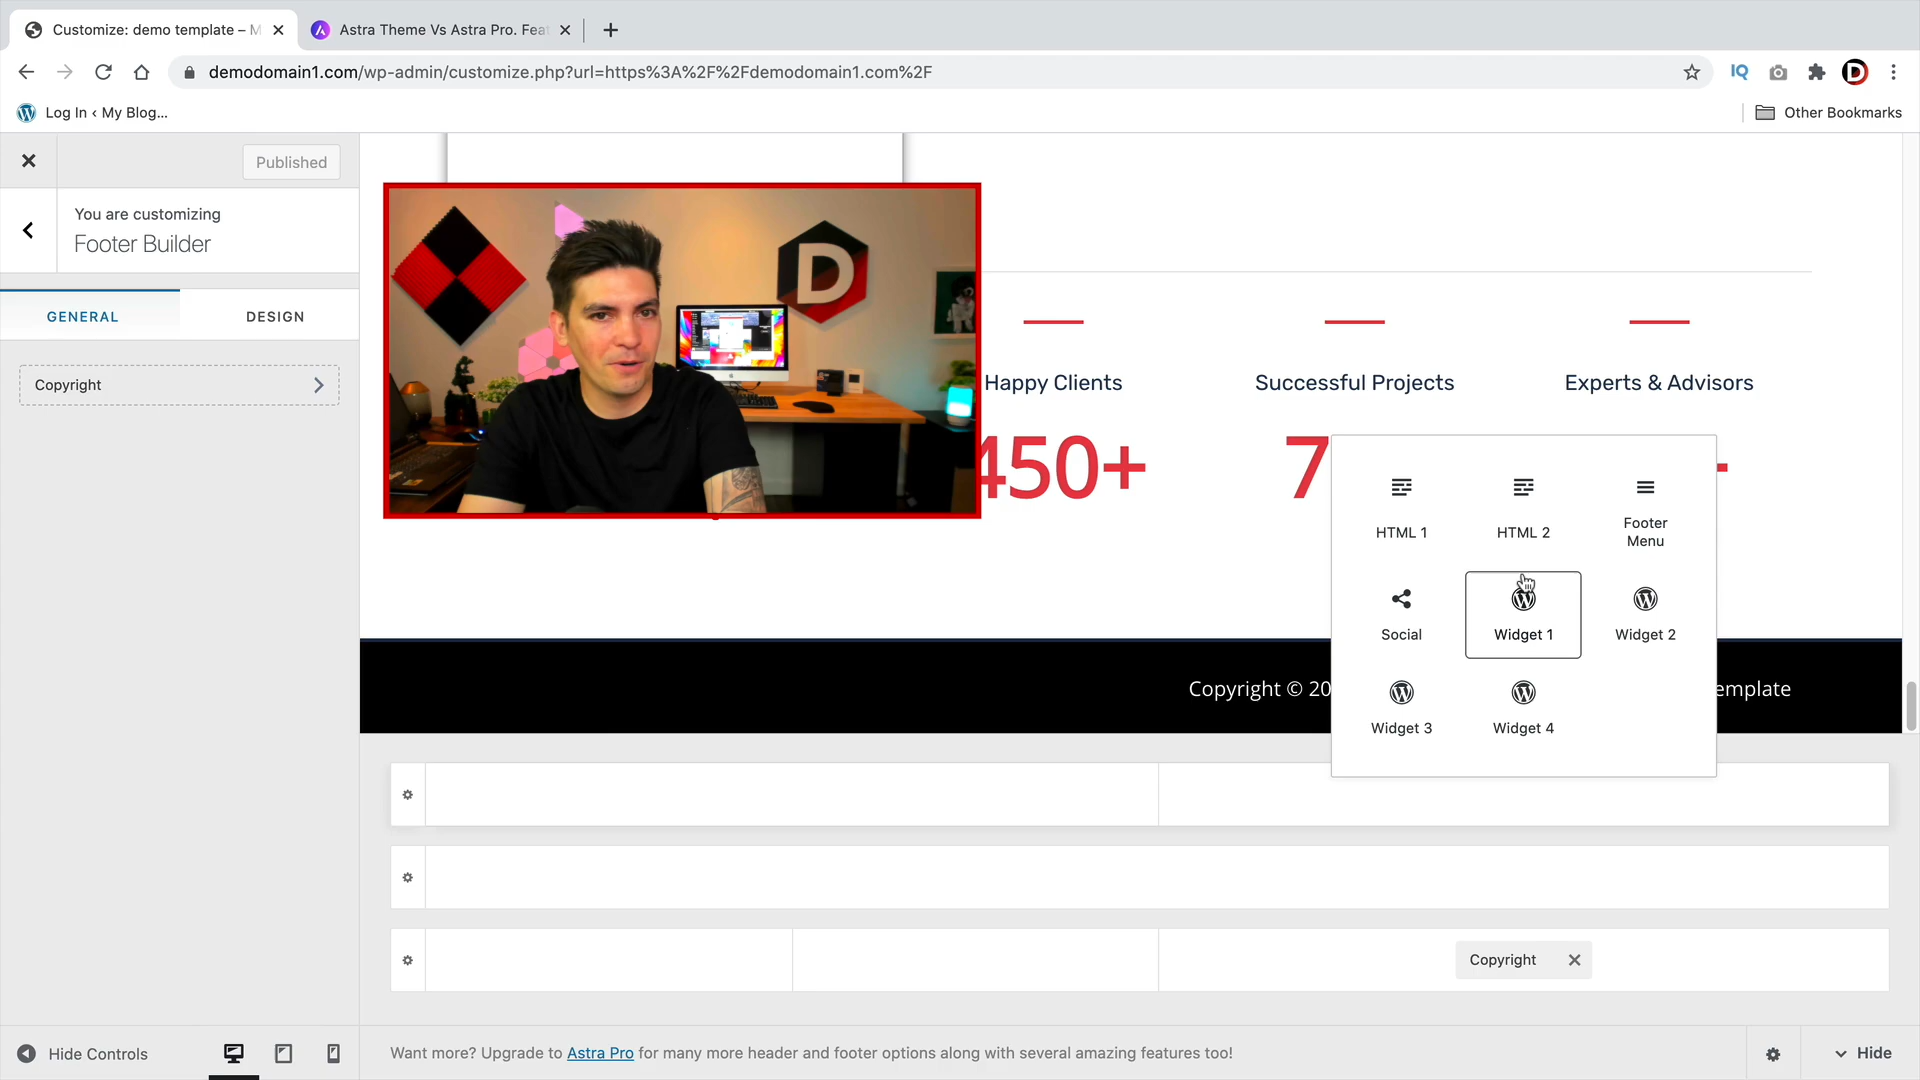 Customize: demo template – M
Astra Theme Vs Astra Pro. Feat
demodomain1.com/wp-admin/customize.php?url=https%3A%2F%2Fdemodomain1.com%2F
IQ
D
Log In ‹ My Blog...
Other Bookmarks
Published
You are customizing
Footer Builder
GENERAL
DESIGN
Copyright
D
Happy Clients
Successful Projects
Experts & Advisors
450+
7
HTML 1
HTML 2
Footer
Menu
Social
Widget 1
Widget 2
Widget 3
Widget 4
Copyright © 20
emplate
Copyright
Hide Controls
Want more? Upgrade to Astra Pro for many more header and footer options along with several amazing features too!
Hide